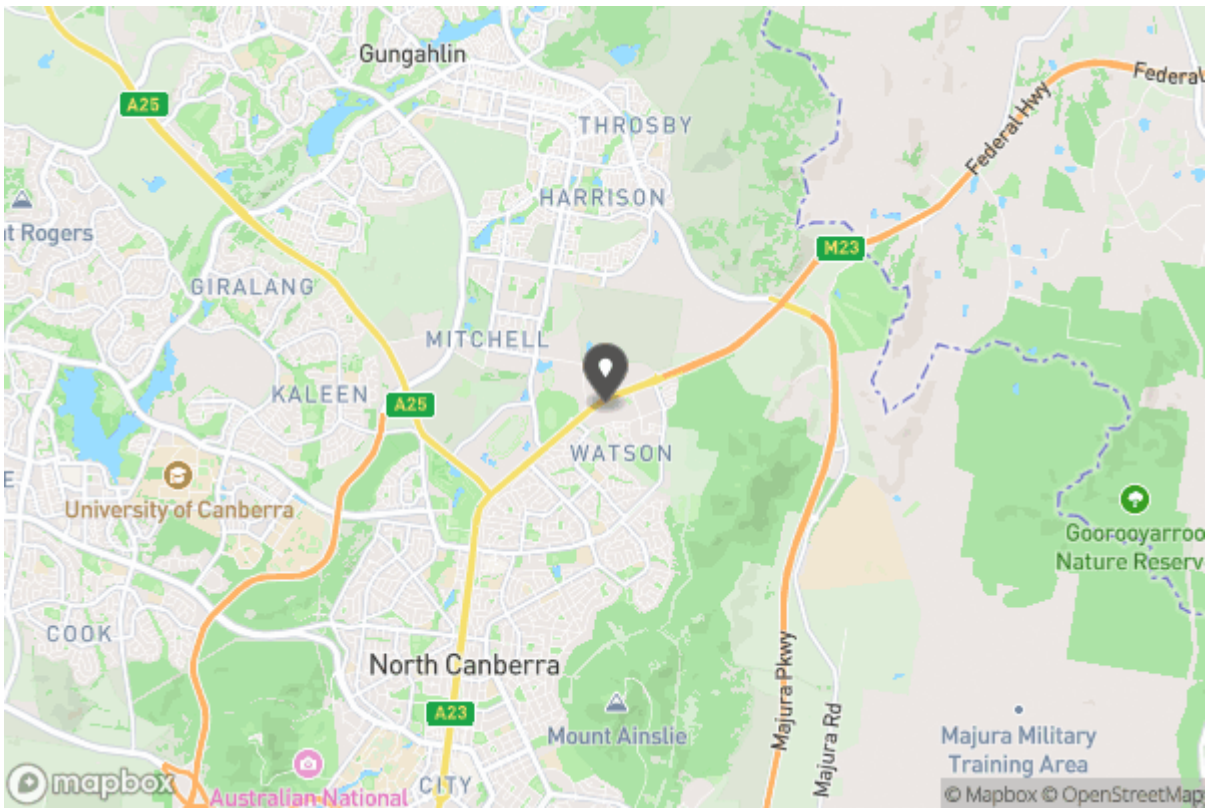 Gungahlin
Federal
A25
Federal Hwy
THROSBY
HARRISON
t Rogers
M23
GIRALANG
MITCHELL
KALEEN
A25
WATSON
E
University of Canberra
Goorooyarroo
Nature Reserv
COOK
North Canberra
Majura Pkwy
Majura Rd
A23
Mount Ainslie
Majura Military
Training Area
CITY
mapbox
Australian National
© Mapbox © OpenStreetMap